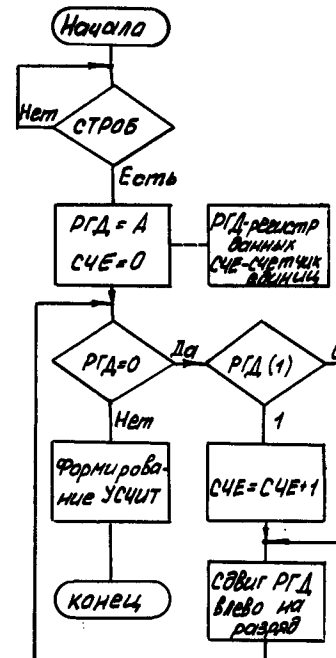 Начало
Нет
СТРОБ
Есть
РГД = А
СЧЕ = 0
РГД-регистр
данных
СЧЕ-счетчик
единиц
РГД=0
Да
РГД (1)
Нет
1
Формирова-
ние УСЧИТ
СЧЕ=СЧЕ+1
конец
Сдвиг РГД
влево на
разряд